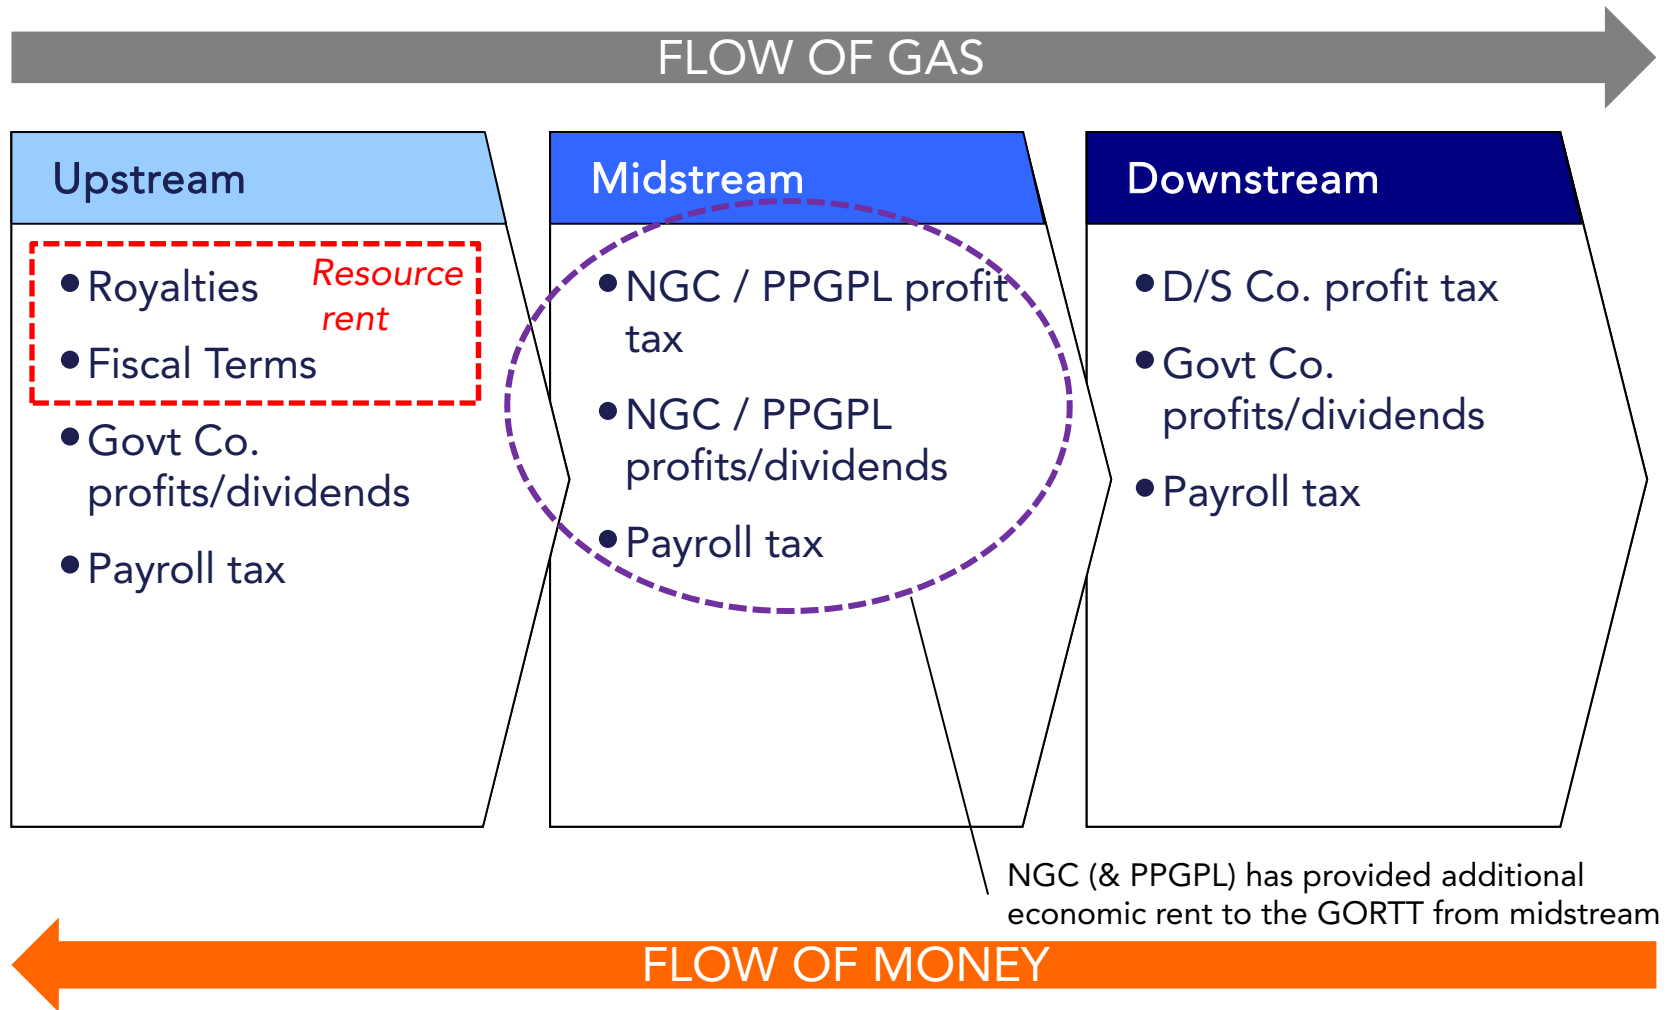 FLOW OF GAS
Upstream
• Royalties
• Fiscal Terms
Resource
rent
• Govt Co.
profits/dividends
• Payroll tax
Midstream
• NGC / PPGPL profit
tax
• NGC / PPGPL
profits/dividends
• Payroll tax
Downstream
• D/S Co. profit tax
• Govt Co.
profits/dividends
• Payroll tax
NGC (& PPGPL) has provided additional
economic rent to the GORTT from midstream
FLOW OF MONEY